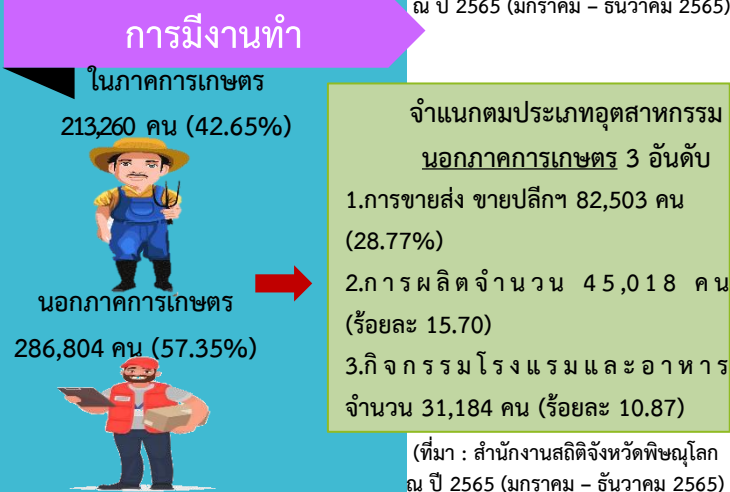 ณ ปี 2565 (มกราคม – ธันวาคม 2565)
การมีงานทำ
ในภาคการเกษตร
213,260 คน (42.65%)
นอกภาคการเกษตร
286,804 คน (57.35%)
จำแนกตมประเภทอุตสาหกรรม
นอกภาคการเกษตร 3 อันดับ
1.การขายส่ง ขายปลีกฯ 82,503 คน
(28.77%)
2.การผลิตจำนวน 45,018 คน
(ร้อยละ 15.70)
3.กิจกรรมโรงแรมและอาหาร
จำนวน 31,184 คน (ร้อยละ 10.87)
(ที่มา : สำนักงานสถิติจังหวัดพิษณุโลก
ณ ปี 2565 (มกราคม – ธันวาคม 2565)